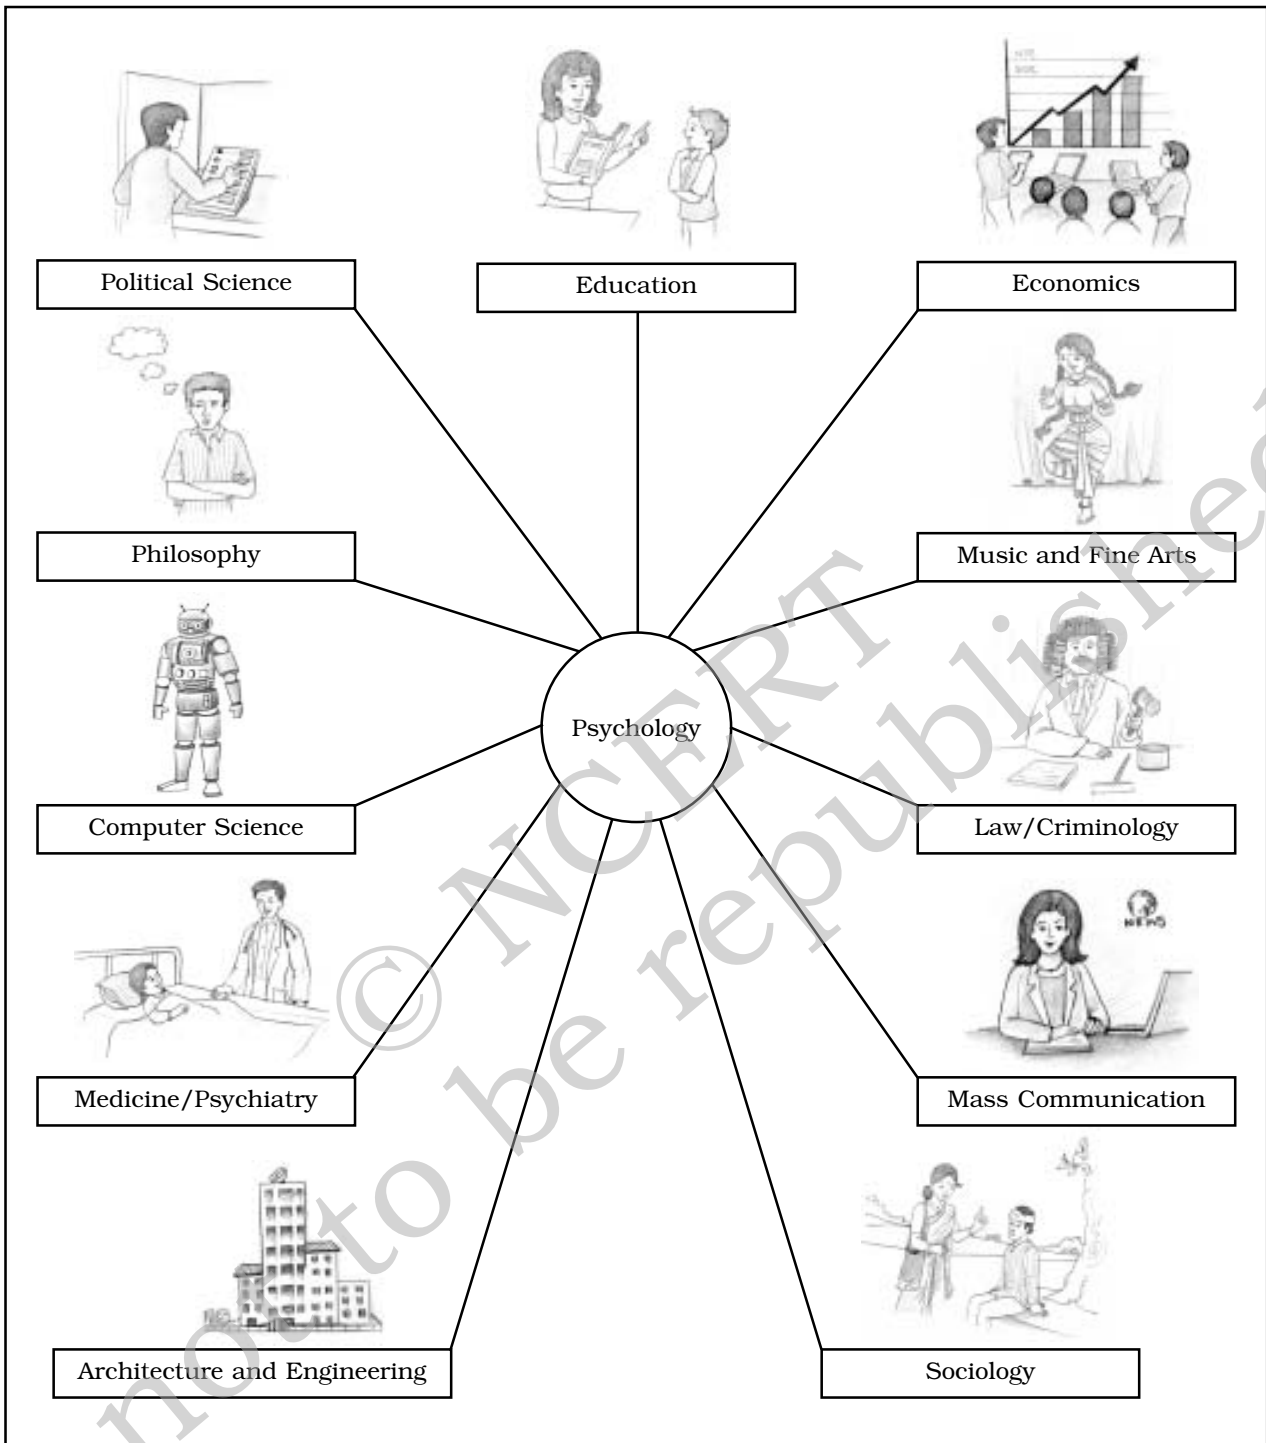 Political Science
Education
Economics
Philosophy
Music and Fine Arts
Computer Science
Psychology
Law/Criminology
NEWS
Medicine/Psychiatry
Mass Communication
Architecture and Engineering
Sociology
© NCERT
not to be republished